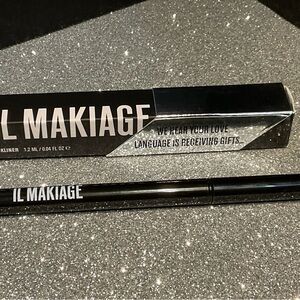 IL MAKIAGE
KLINER 1.2 ML / 0.04 FL OZ ℮
WE HEAR YOUR LOVE
LANGUAGE IS RECEIVING GIFTS...
IL MAKIAGE